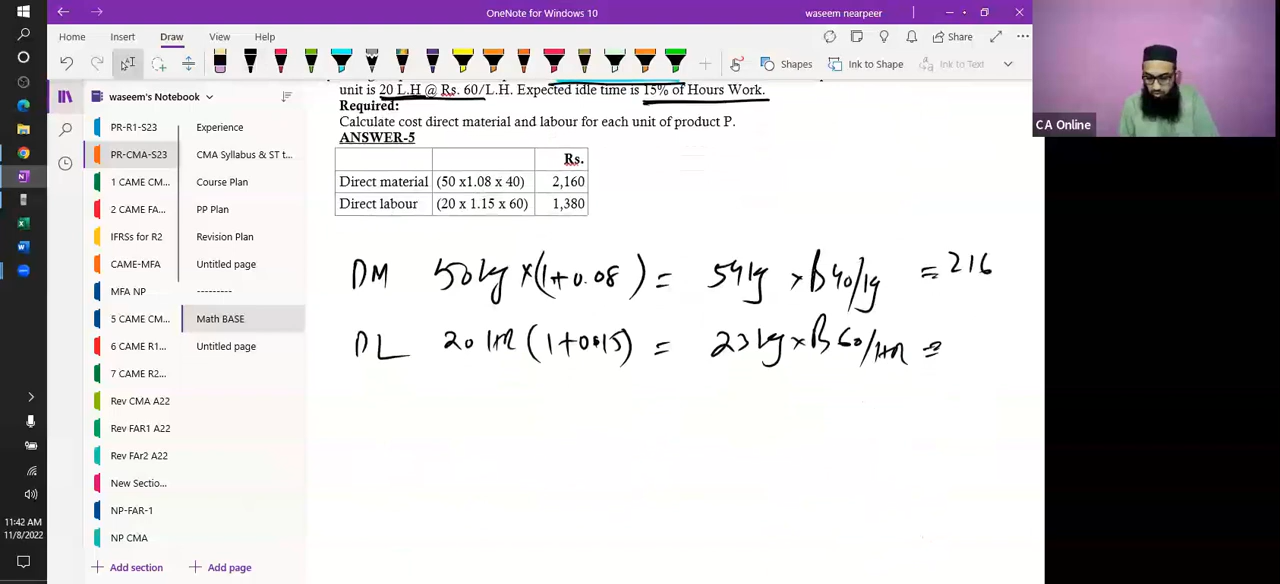 OneNote for Windows 10
waseem nearpeer
Home Insert Draw View Help
Share
Shapes
Ink to Shape
Ink to Text
waseem's Notebook
PR-R1-S23
PR-CMA-S23
1 CAME CM...
2 CAME FA...
IFRSs for R2
CAME-MFA
MFA NP
5 CAME CM...
6 CAME R1...
7 CAME R2...
Rev CMA A22
Rev FAR1 A22
Rev FAr2 A22
New Sectio...
NP-FAR-1
NP CMA
Add section
Experience
CMA Syllabus & ST t...
Course Plan
PP Plan
Revision Plan
Untitled page
---------
Math BASE
Untitled page
Add page
unit is 20 L.H @ Rs. 60/L.H. Expected idle time is 15% of Hours Work.
Required:
Calculate cost direct material and labour for each unit of product P.
ANSWER-5
Rs.
Direct material (50 x1.08 x 40) 2,160
Direct labour (20 x 1.15 x 60) 1,380
DM 50kg x (1+0.08) = 54kg x 40/kg = 216
DL 20 HR (1+0.15) = 23kg x 60/HR =
CA Online
11:42 AM
11/8/2022